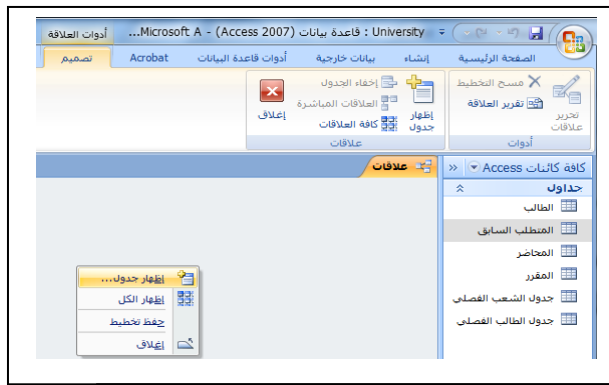 University : قاعدة بيانات (Access 2007) - Microsoft A...
أدوات العلاقة
الصفحة الرئيسية
إنشاء
بيانات خارجية
أدوات قاعدة البيانات
Acrobat
تصميم
تحرير علاقات
مسح التخطيط
تقرير العلاقة
أدوات
إظهار جدول
إخفاء الجدول
العلاقات المباشرة
كافة العلاقات
إغلاق
علاقات
كافة كائنات Access
«
علاقات
جداول
الطالب
المتطلب السابق
المحاضر
المقرر
جدول الشعب الفصلي
جدول الطالب الفصلي
إظهار جدول...
إظهار الكل
حفظ تخطيط
إغلاق